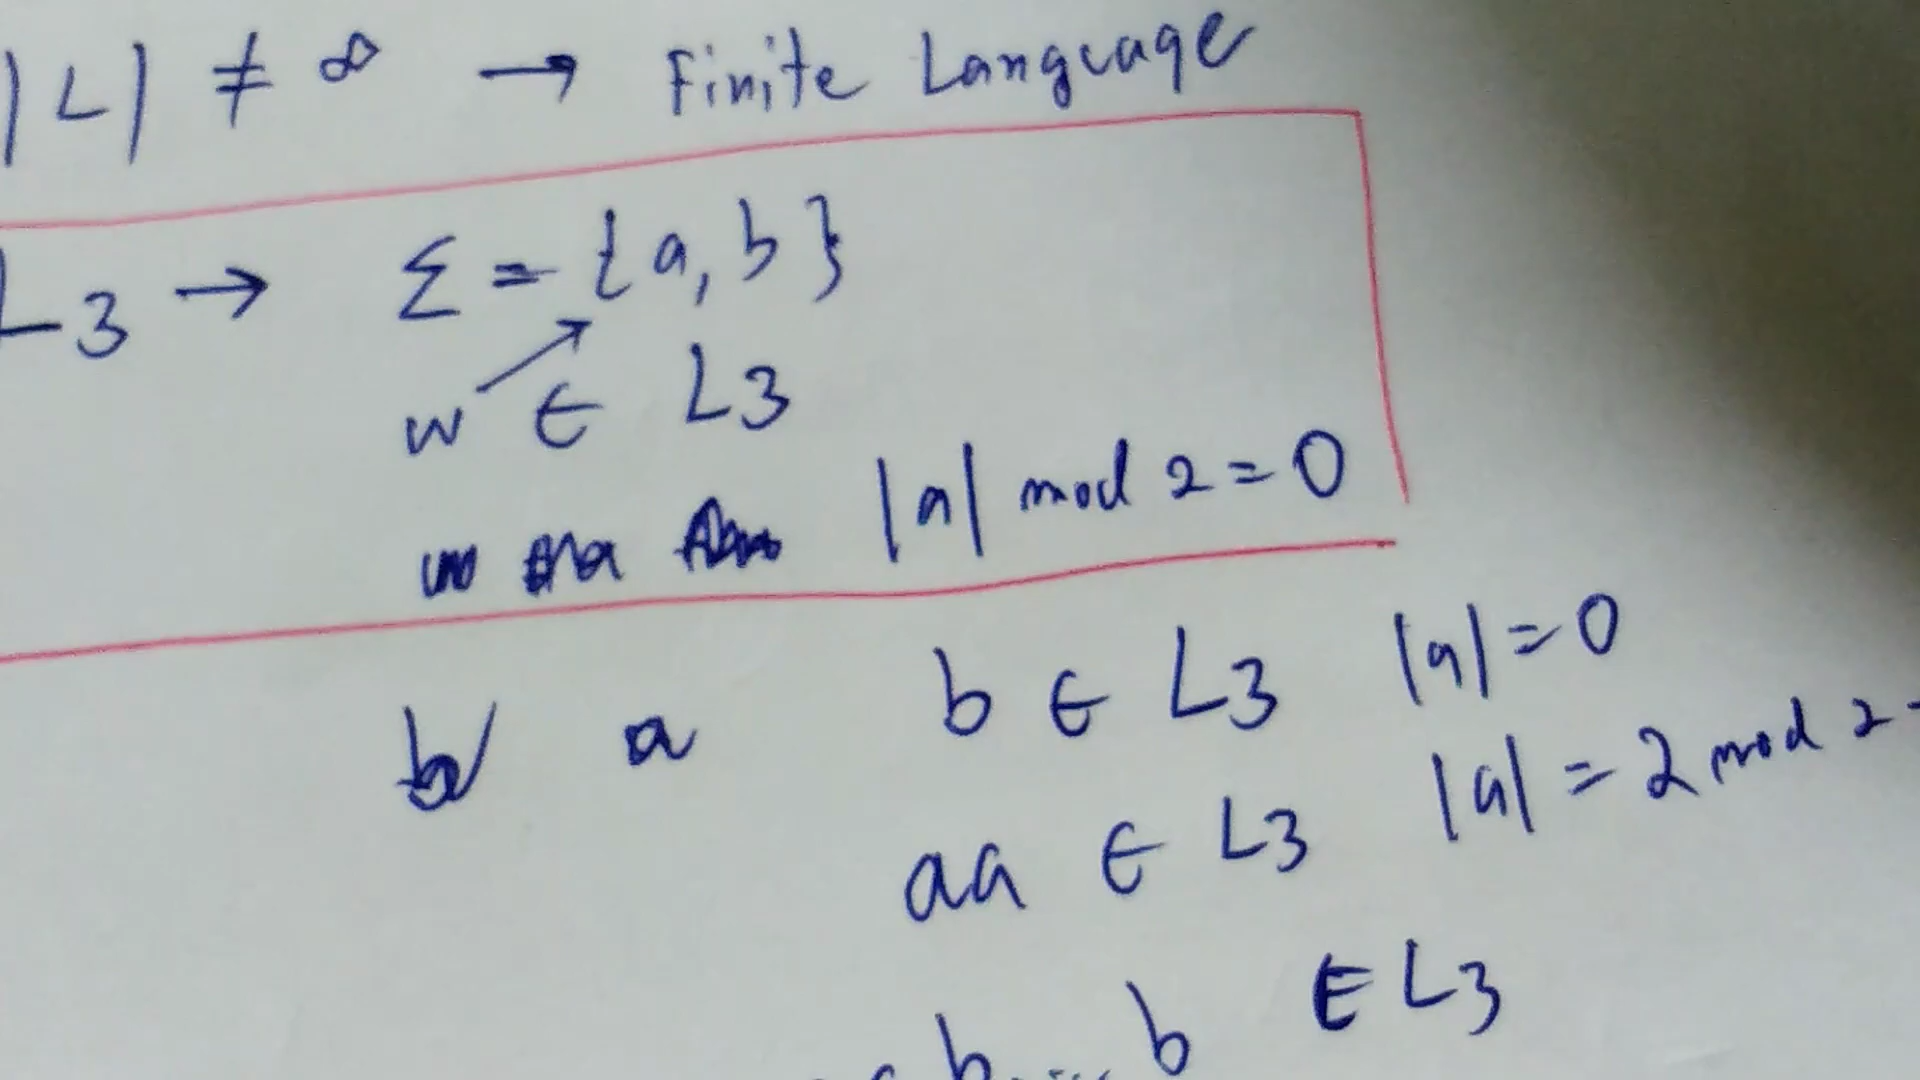 |L| ≠ ∞ → Finite Language
L3 → Σ = {a, b}
w ∈ L3
|a| mod 2 = 0
b a b ∈ L3 |a| = 0
aa ∈ L3 |a| = 2 mod 2
b.... b ∈ L3